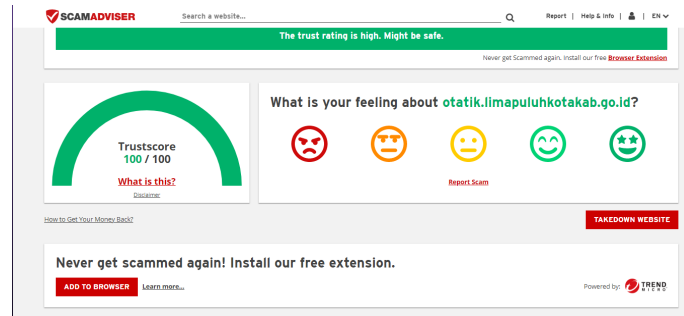 SCAMADVISER Search a website... Report | Help & Info | | EN
The trust rating is high. Might be safe.
Never get Scammed again. Install our free Browser Extension
What is your feeling about otatik.limapuluhkotakab.go.id?
Trustscore
100 / 100
What is this?
Disclaimer
Report Scam
How to Get Your Money Back?
TAKEDOWN WEBSITE
Never get scammed again! Install our free extension.
ADD TO BROWSER Learn more...
Powered by: TREND
MICRO